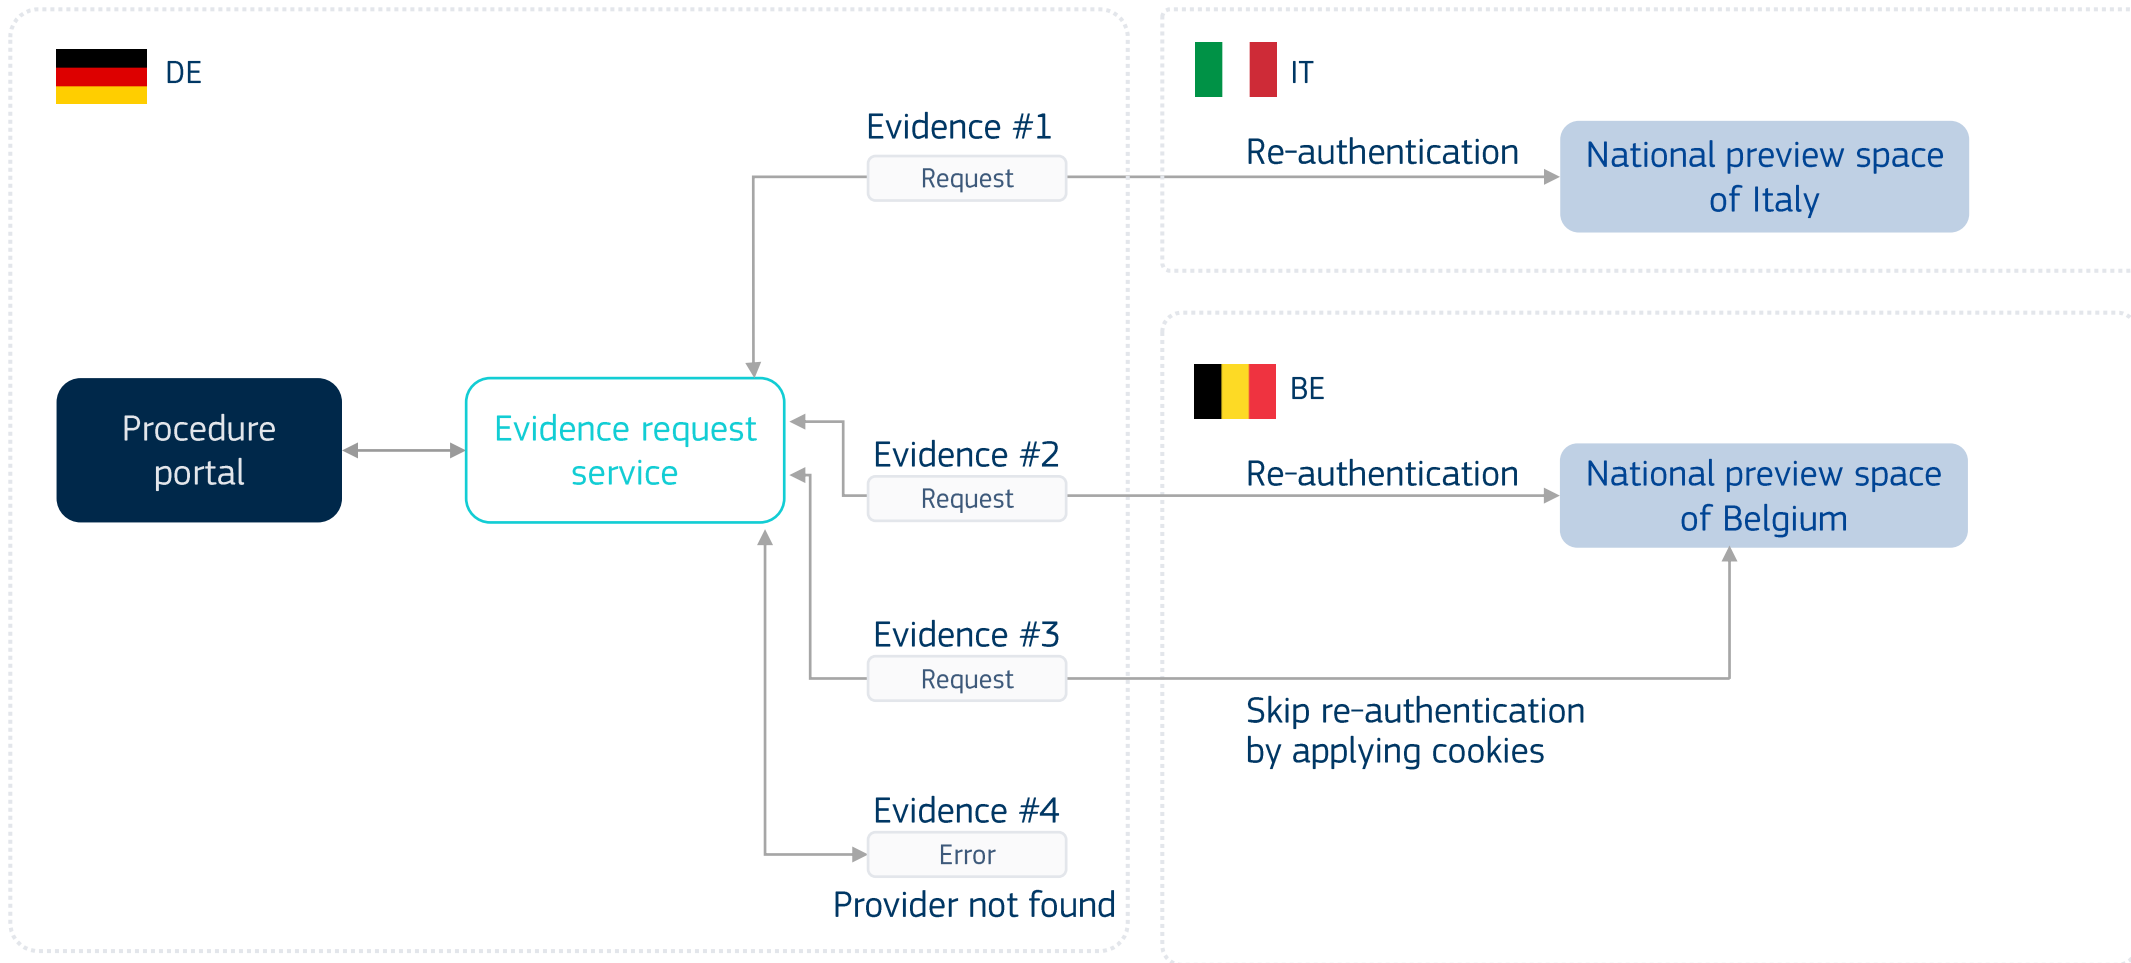 DE
Procedure
portal
Evidence request
service
Evidence #1
Request
Evidence #2
Request
Evidence #3
Request
Evidence #4
Error
Provider not found
IT
Re-authentication
National preview space
of Italy
BE
Re-authentication
National preview space
of Belgium
Skip re-authentication
by applying cookies